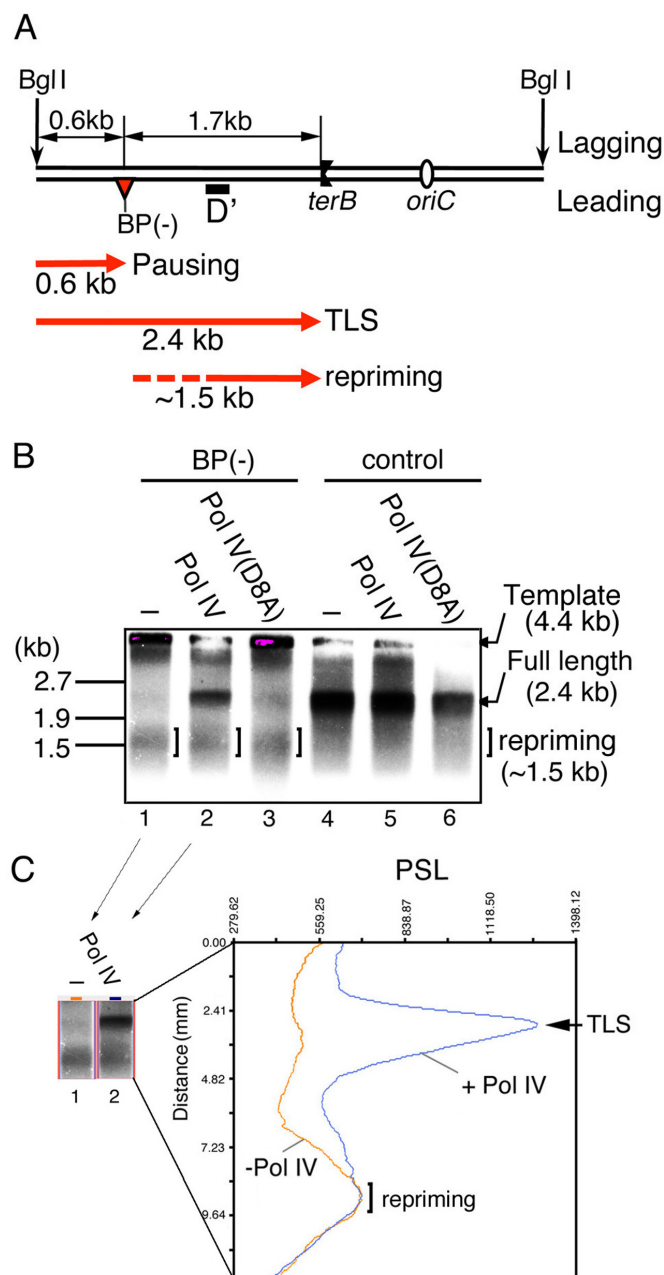 A
Bgl I Bgl I
0.6kb 1.7kb
Lagging
terB oriC
Leading
D'
BP(-)
Pausing
0.6 kb
TLS
2.4 kb
repriming
~1.5 kb
B
BP(-) control
– Pol IV Pol IV(D8A) – Pol IV Pol IV(D8A)
Template
(4.4 kb)
(kb)
Full length
(2.4 kb)
2.7
1.9
1.5
repriming
(~1.5 kb)
1 2 3 4 5 6
C
PSL
279.62 559.25 838.87 1118.50 1398.12
– Pol IV
1 2
Distance (mm)
0.00
2.41
4.82
7.23
9.64
TLS
+ Pol IV
-Pol IV
repriming